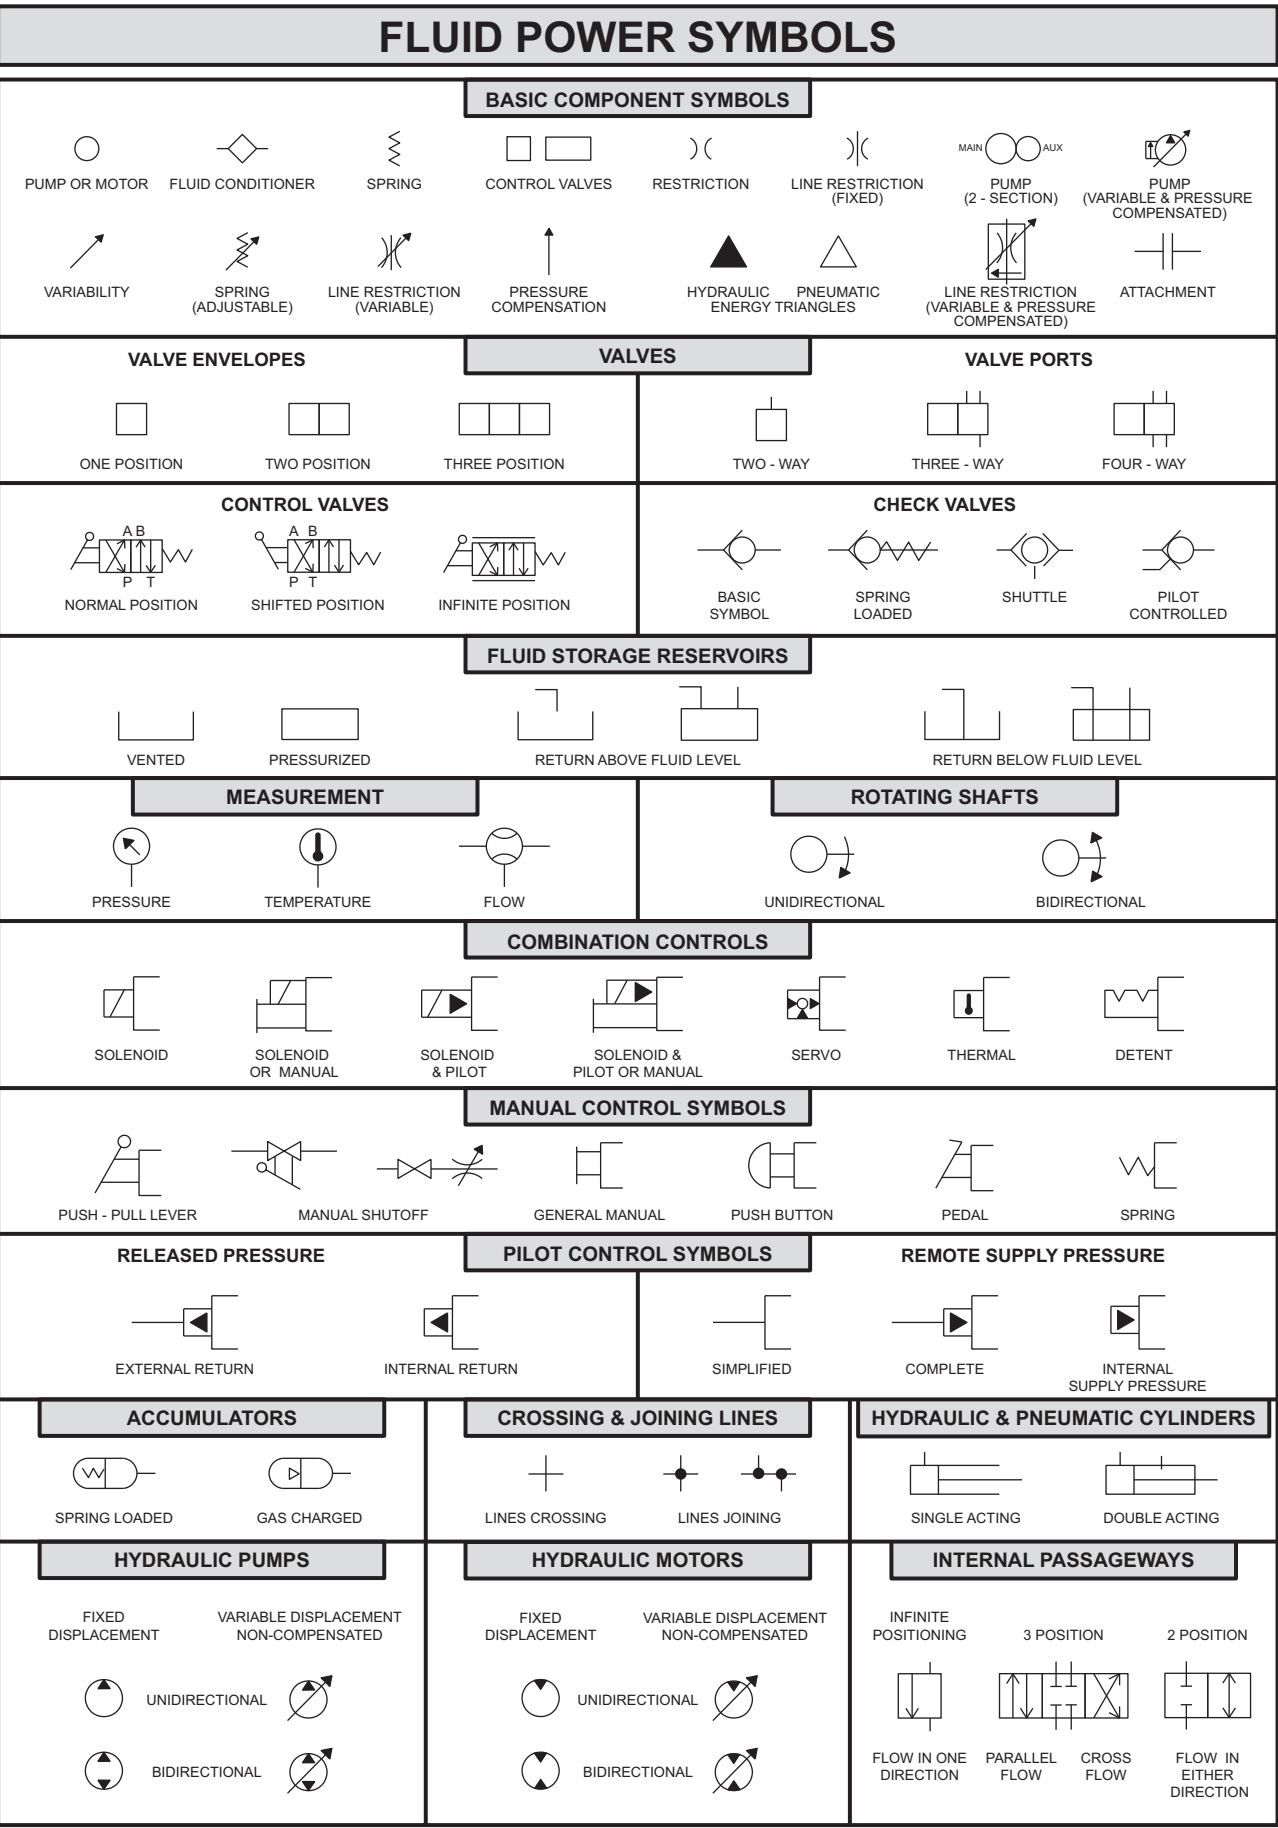 FLUID POWER SYMBOLS
BASIC COMPONENT SYMBOLS
MAIN
AUX
PUMP OR MOTOR
FLUID CONDITIONER
SPRING
CONTROL VALVES
RESTRICTION
LINE RESTRICTION
(FIXED)
PUMP
(2 - SECTION)
PUMP
(VARIABLE & PRESSURE
COMPENSATED)
VARIABILITY
SPRING
(ADJUSTABLE)
LINE RESTRICTION
(VARIABLE)
PRESSURE
COMPENSATION
HYDRAULIC
PNEUMATIC
ENERGY TRIANGLES
LINE RESTRICTION
(VARIABLE & PRESSURE
COMPENSATED)
ATTACHMENT
VALVES
VALVE ENVELOPES
ONE POSITION
TWO POSITION
THREE POSITION
VALVE PORTS
TWO - WAY
THREE - WAY
FOUR - WAY
CONTROL VALVES
A B
P T
NORMAL POSITION
A B
P T
SHIFTED POSITION
INFINITE POSITION
CHECK VALVES
BASIC
SYMBOL
SPRING
LOADED
SHUTTLE
PILOT
CONTROLLED
FLUID STORAGE RESERVOIRS
VENTED
PRESSURIZED
RETURN ABOVE FLUID LEVEL
RETURN BELOW FLUID LEVEL
MEASUREMENT
PRESSURE
TEMPERATURE
FLOW
ROTATING SHAFTS
UNIDIRECTIONAL
BIDIRECTIONAL
COMBINATION CONTROLS
SOLENOID
SOLENOID
OR MANUAL
SOLENOID
& PILOT
SOLENOID &
PILOT OR MANUAL
SERVO
THERMAL
DETENT
MANUAL CONTROL SYMBOLS
PUSH - PULL LEVER
MANUAL SHUTOFF
GENERAL MANUAL
PUSH BUTTON
PEDAL
SPRING
PILOT CONTROL SYMBOLS
RELEASED PRESSURE
EXTERNAL RETURN
INTERNAL RETURN
REMOTE SUPPLY PRESSURE
SIMPLIFIED
COMPLETE
INTERNAL
SUPPLY PRESSURE
ACCUMULATORS
SPRING LOADED
GAS CHARGED
CROSSING & JOINING LINES
LINES CROSSING
LINES JOINING
HYDRAULIC & PNEUMATIC CYLINDERS
SINGLE ACTING
DOUBLE ACTING
HYDRAULIC PUMPS
FIXED
DISPLACEMENT
VARIABLE DISPLACEMENT
NON-COMPENSATED
UNIDIRECTIONAL
BIDIRECTIONAL
HYDRAULIC MOTORS
FIXED
DISPLACEMENT
VARIABLE DISPLACEMENT
NON-COMPENSATED
UNIDIRECTIONAL
BIDIRECTIONAL
INTERNAL PASSAGEWAYS
INFINITE
POSITIONING
3 POSITION
2 POSITION
FLOW IN ONE
DIRECTION
PARALLEL
FLOW
CROSS
FLOW
FLOW IN
EITHER
DIRECTION